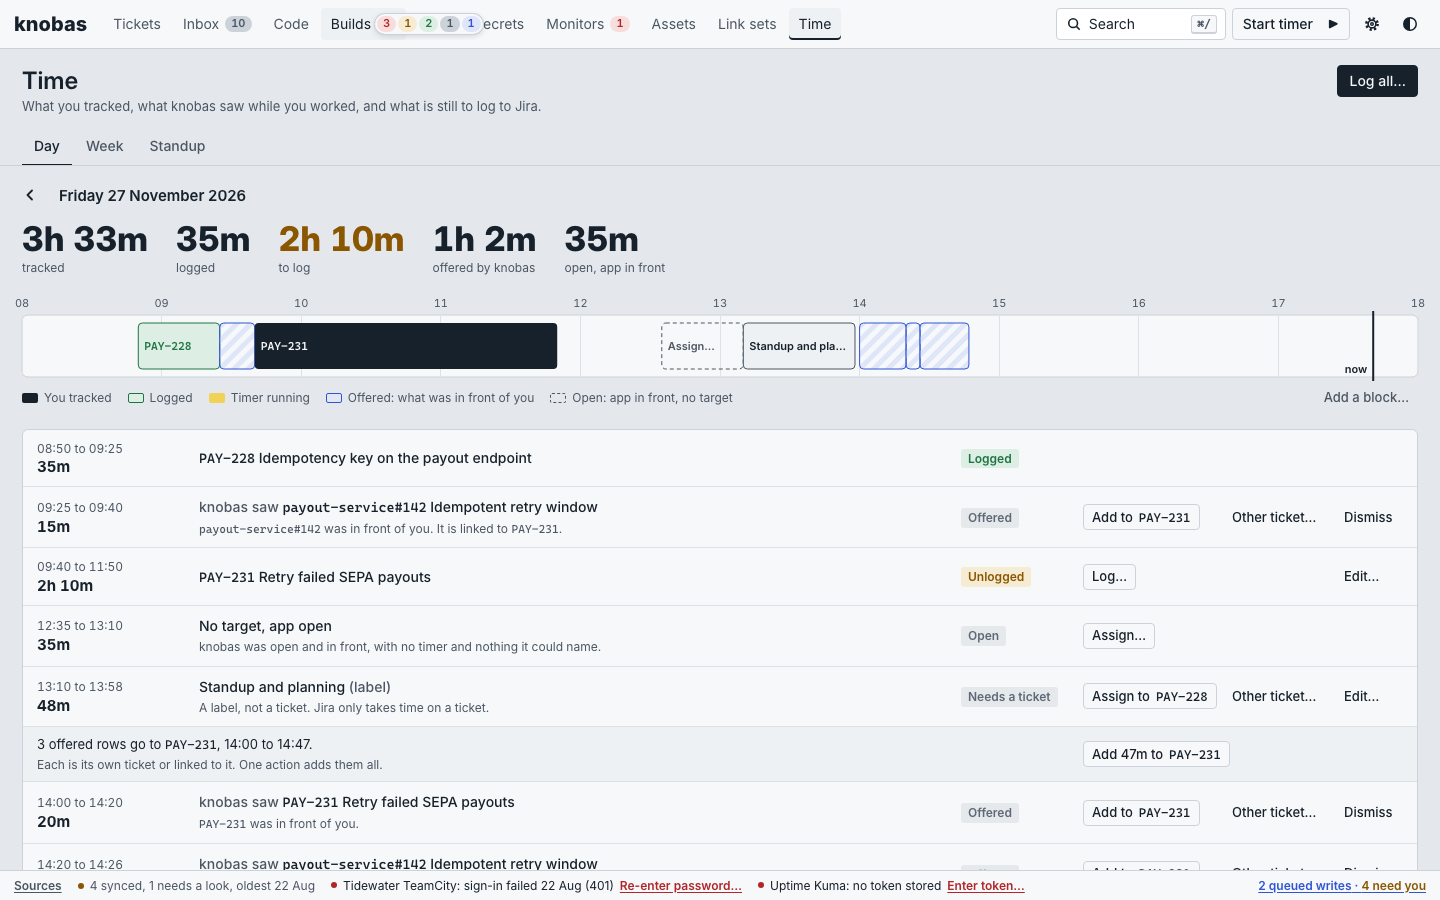 knobas Tickets Inbox 10 Code Builds 3 1 2 1 1 ecrets Monitors 1 Assets Link sets Time Search ⌘/ Start timer
Time
Log all...
What you tracked, what knobas saw while you worked, and what is still to log to Jira.
Day Week Standup
Friday 27 November 2026
3h 33m 35m 2h 10m 1h 2m 35m
tracked logged to log offered by knobas open, app in front
08 09 10 11 12 13 14 15 16 17 18
PAY-228 PAY-231 Assign... Standup and pla...
now
You tracked Logged Timer running Offered: what was in front of you Open: app in front, no target Add a block...
08:50 to 09:25
35m
PAY-228 Idempotency key on the payout endpoint
Logged
09:25 to 09:40
15m
knobas saw payout-service#142 Idempotent retry window
payout-service#142 was in front of you. It is linked to PAY-231.
Offered Add to PAY-231 Other ticket... Dismiss
09:40 to 11:50
2h 10m
PAY-231 Retry failed SEPA payouts
Unlogged Log... Edit...
12:35 to 13:10
35m
No target, app open
knobas was open and in front, with no timer and nothing it could name.
Open Assign...
13:10 to 13:58
48m
Standup and planning (label)
A label, not a ticket. Jira only takes time on a ticket.
Needs a ticket Assign to PAY-228 Other ticket... Edit...
3 offered rows go to PAY-231, 14:00 to 14:47.
Each is its own ticket or linked to it. One action adds them all.
Add 47m to PAY-231
14:00 to 14:20
20m
knobas saw PAY-231 Retry failed SEPA payouts
PAY-231 was in front of you.
Offered Add to PAY-231 Other ticket... Dismiss
14:20 to 14:26
knobas saw payout-service#142 Idempotent retry window
Sources 4 synced, 1 needs a look, oldest 22 Aug Tidewater TeamCity: sign-in failed 22 Aug (401) Re-enter password... Uptime Kuma: no token stored Enter token... 2 queued writes · 4 need you